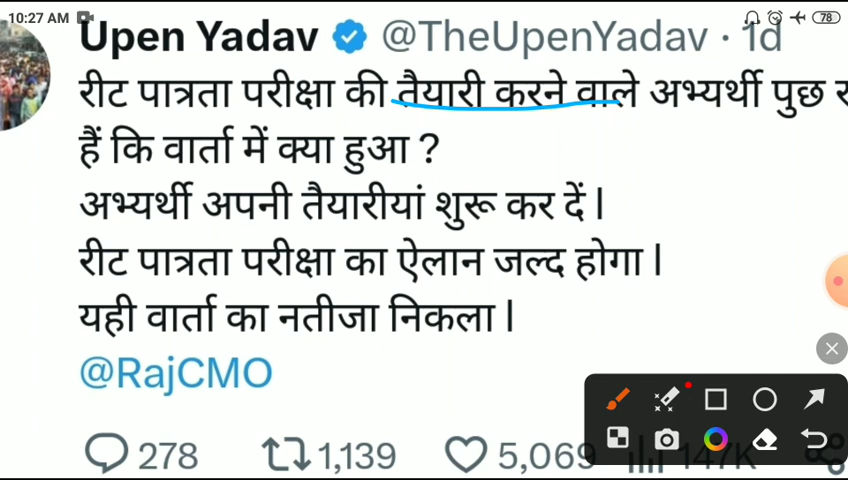 10:27 AM 78
Upen Yadav @TheUpenYadav · 1d
रीट पात्रता परीक्षा की तैयारी करने वाले अभ्यर्थी पुछ
हैं कि वार्ता में क्या हुआ ?
अभ्यर्थी अपनी तैयारीयां शुरू कर दें |
रीट पात्रता परीक्षा का ऐलान जल्द होगा |
यही वार्ता का नतीजा निकला |
@RajCMO
278 1,139 5,069 147K